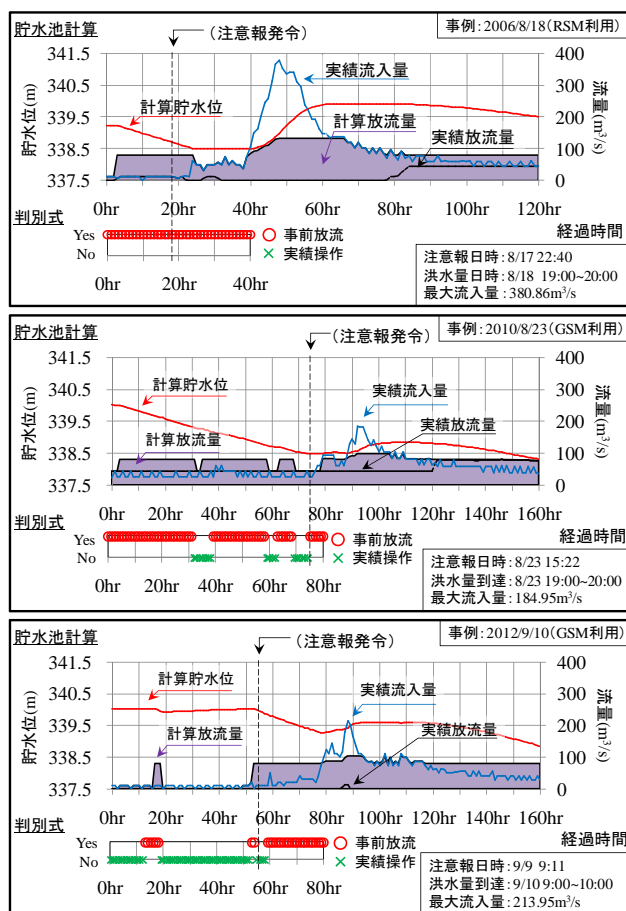 貯水池計算
(注意報発令)
事例:2006/8/18(RSM利用)
341.5
340.5
339.5
338.5
337.5
貯水位(m)
計算貯水位
実績流入量
計算放流量
実績放流量
400
300
200
100
0
流量(m³/s)
0hr 20hr 40hr 60hr 80hr 100hr 120hr
判別式
経過時間
Yes
No
事前放流
実績操作
0hr 20hr 40hr
注意報日時:8/17 22:40
洪水量日時:8/18 19:00~20:00
最大流入量:380.86m³/s
貯水池計算
(注意報発令)
事例:2010/8/23(GSM利用)
341.5
340.5
339.5
338.5
337.5
貯水位(m)
計算貯水位
実績流入量
計算放流量
実績放流量
400
300
200
100
0
流量(m³/s)
0hr 20hr 40hr 60hr 80hr 100hr 120hr 140hr 160hr
判別式
経過時間
Yes
No
事前放流
実績操作
0hr 20hr 40hr 60hr 80hr
注意報日時:8/23 15:22
洪水量到達:8/23 19:00~20:00
最大流入量:184.95m³/s
貯水池計算
(注意報発令)
事例:2012/9/10(GSM利用)
341.5
340.5
339.5
338.5
337.5
貯水位(m)
計算貯水位
実績流入量
計算放流量
実績放流量
400
300
200
100
0
流量(m³/s)
0hr 20hr 40hr 60hr 80hr 100hr 120hr 140hr 160hr
判別式
経過時間
Yes
No
事前放流
実績操作
0hr 20hr 40hr 60hr 80hr
注意報日時:9/9 9:11
洪水量到達:9/10 9:00~10:00
最大流入量:213.95m³/s